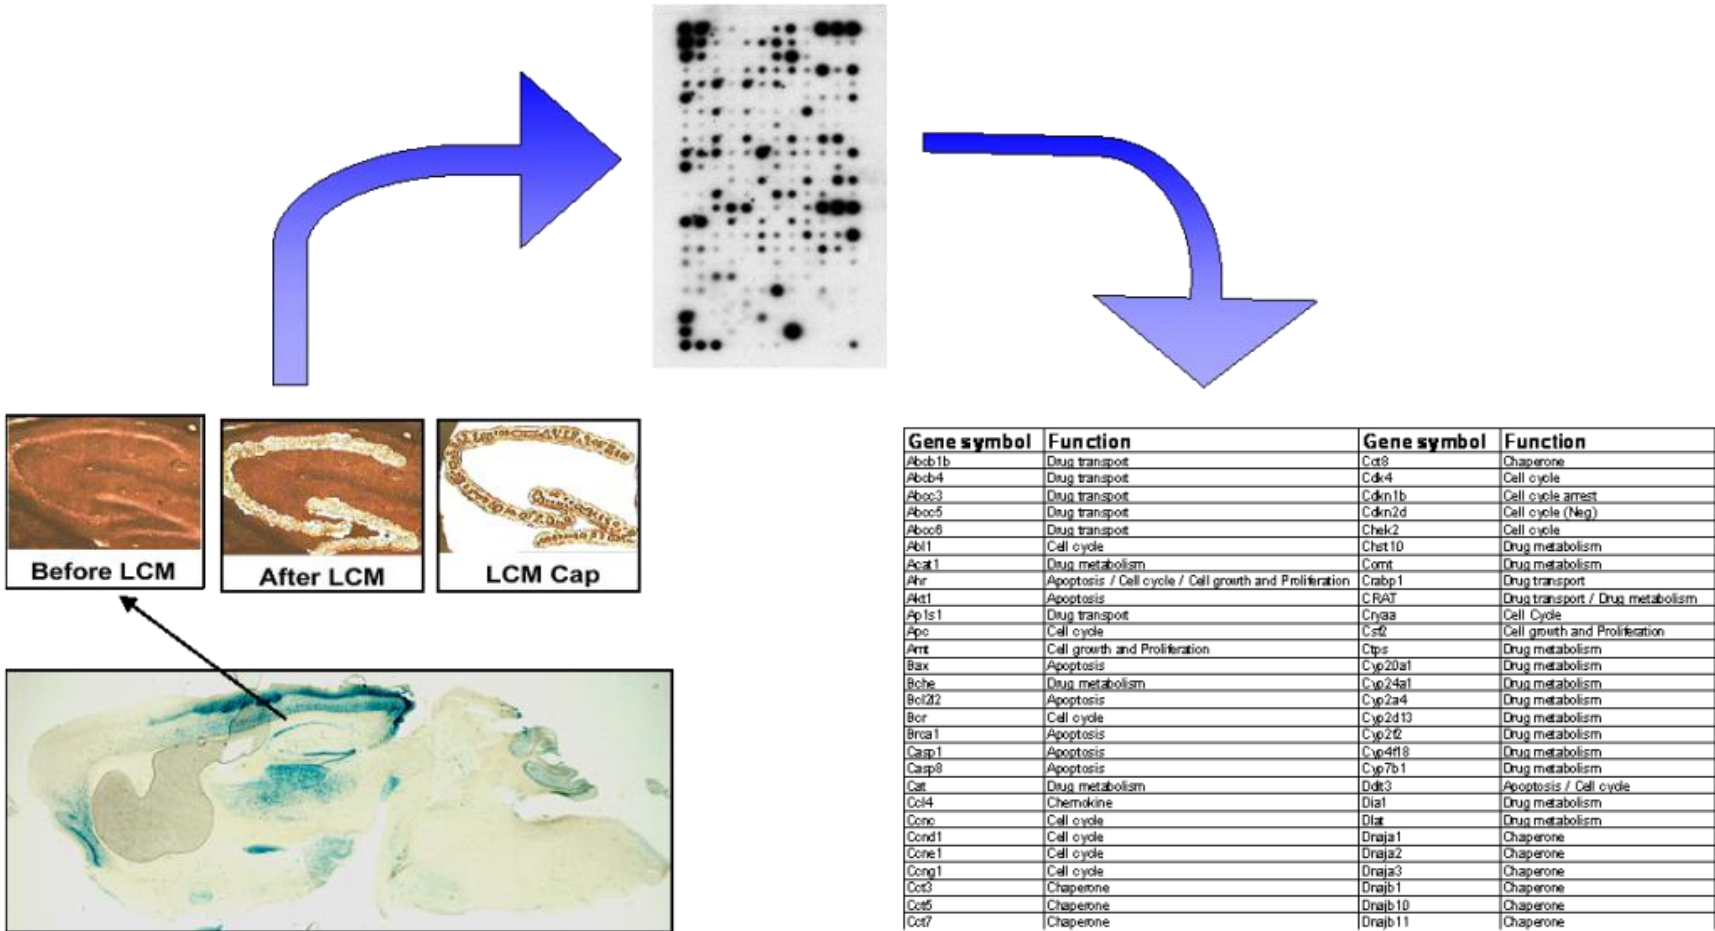 Before LCM
After LCM
LCM Cap
Gene symbol Function Gene symbol Function
Abcb1b Drug transport Cct8 Chaperone
Abcb4 Drug transport Cdk4 Cell cycle
Abcc3 Drug transport Cdkn1b Cell cycle arrest
Abcc5 Drug transport Cdkn2d Cell cycle (Neg)
Abcc6 Drug transport Chek2 Cell cycle
Abl1 Cell cycle Chst10 Drug metabolism
Acat1 Drug metabolism Comt Drug metabolism
Ahr Apoptosis / Cell cycle / Cell growth and Proliferation Crabp1 Drug transport
Akt1 Apoptosis CRAT Drug transport / Drug metabolism
Ap1s1 Drug transport Cryaa Cell Cycle
Apc Cell cycle Csf2 Cell growth and Proliferation
Arnt Cell growth and Proliferation Ctps Drug metabolism
Bax Apoptosis Cyp20a1 Drug metabolism
Bche Drug metabolism Cyp24a1 Drug metabolism
Bcl2l2 Apoptosis Cyp2a4 Drug metabolism
Bcr Cell cycle Cyp2d13 Drug metabolism
Brca1 Apoptosis Cyp2f2 Drug metabolism
Casp1 Apoptosis Cyp4f18 Drug metabolism
Casp8 Apoptosis Cyp7b1 Drug metabolism
Cat Drug metabolism Ddit3 Apoptosis / Cell cycle
Ccl4 Chemokine Dia1 Drug metabolism
Ccnc Cell cycle Dlat Drug metabolism
Ccnd1 Cell cycle Dnaja1 Chaperone
Ccne1 Cell cycle Dnaja2 Chaperone
Ccng1 Cell cycle Dnaja3 Chaperone
Cct3 Chaperone Dnajb1 Chaperone
Cct5 Chaperone Dnajb10 Chaperone
Cct7 Chaperone Dnajb11 Chaperone